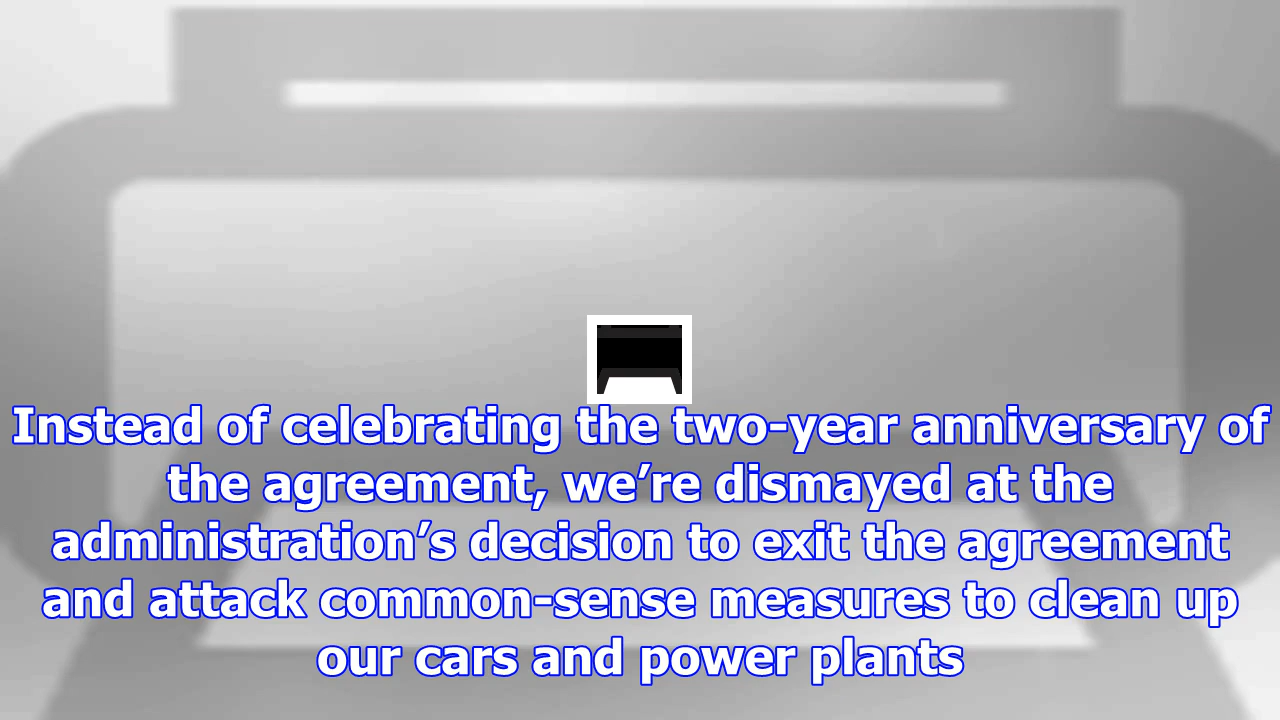 Instead of celebrating the two-year anniversary of
the agreement, we’re dismayed at the
administration’s decision to exit the agreement
and attack common-sense measures to clean up
our cars and power plants